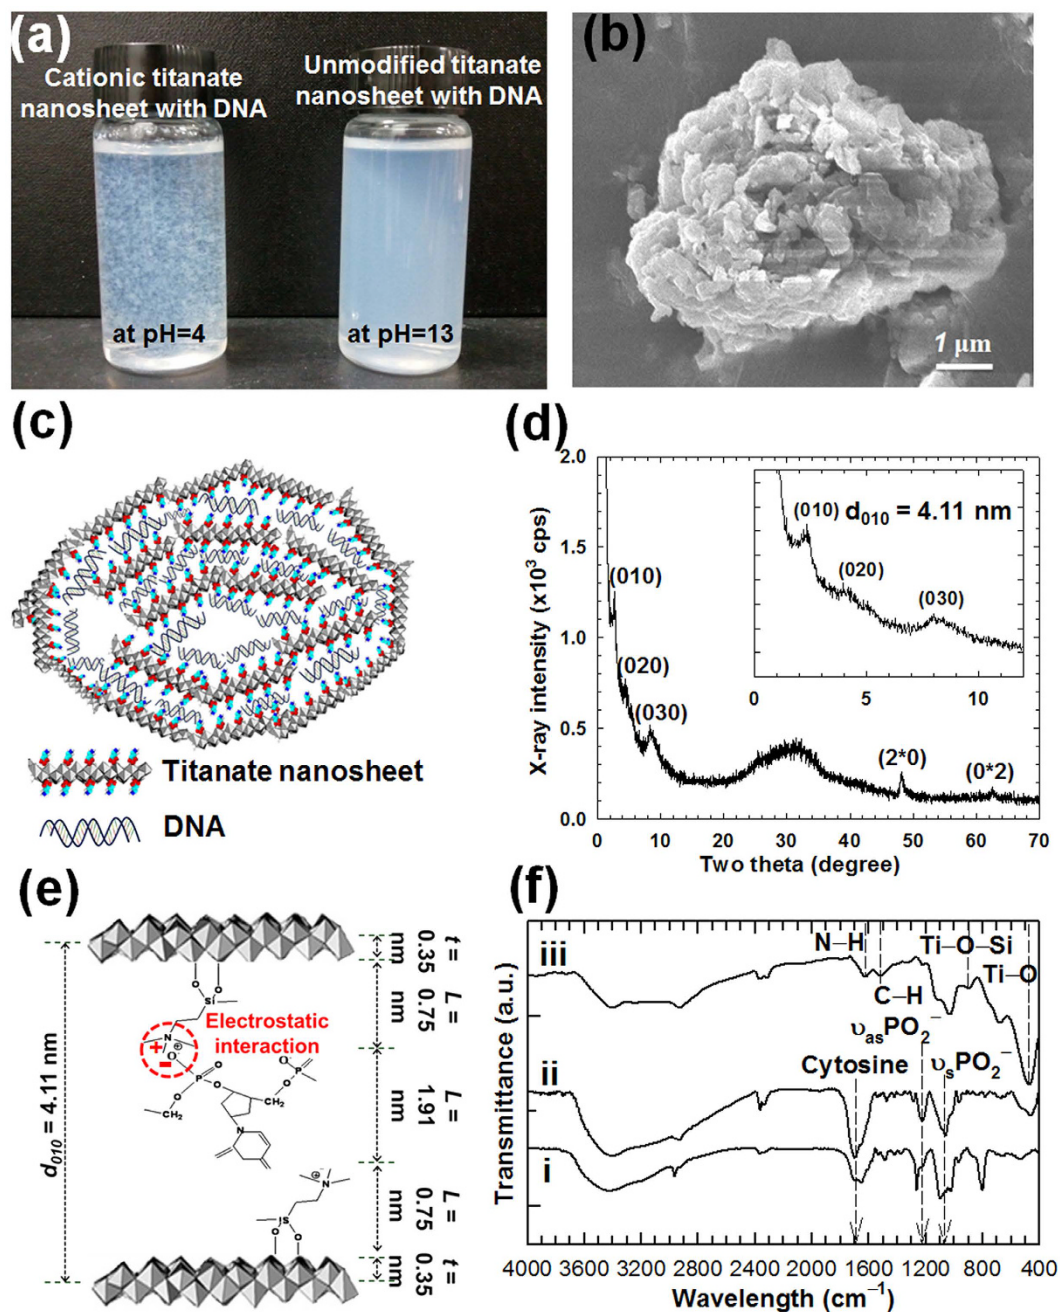 (a)
Cationic titanate
nanosheet with DNA
Unmodified titanate
nanosheet with DNA
at pH=4
at pH=13
(b)
1 μm
(c)
Titanate nanosheet
DNA
(d)
X-ray intensity (x10³ cps)
2.0
1.5
1.0
0.5
0.0
(010)
(020)
(030)
(2*0)
(0*2)
0 10 20 30 40 50 60 70
Two theta (degree)
(010) d₀₁₀ = 4.11 nm
(020)
(030)
0 5 10
(e)
d₀₁₀ = 4.11 nm
t = 0.35 nm
L = 0.75 nm
L = 1.91 nm
L = 0.75 nm
t = 0.35 nm
O O
Si
N
Electrostatic
interaction
+ ⊕
− O
P O
O
O
O–P
O
CH₂
CH₂
N
⊕ −
N
IS
O O
(f)
Transmittance (a.u.)
iii
ii
i
N−H
C−H
Ti−O−Si
Ti−O
υasPO₂⁻
Cytosine
υsPO₂⁻
4000 3600 2800 2200 1600 1200 800 400
Wavelength (cm⁻¹)